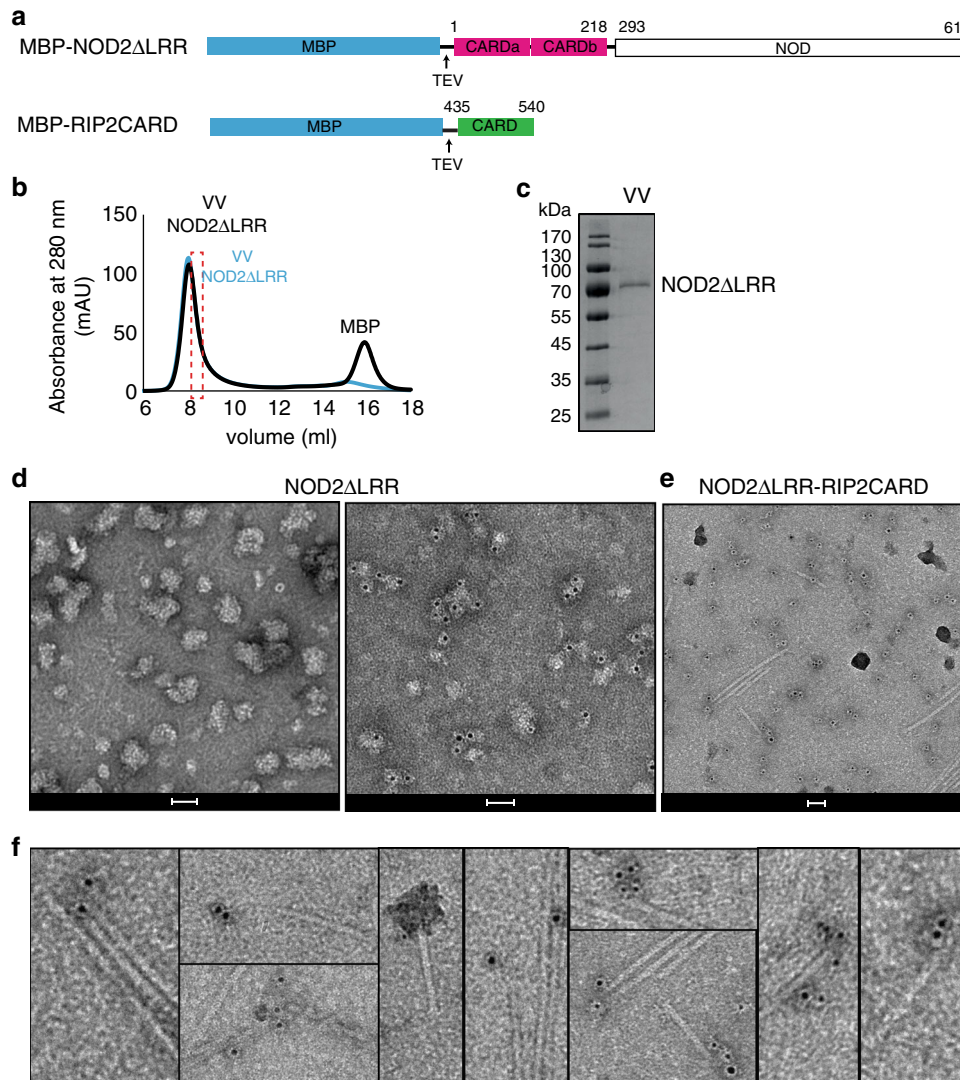 a
1 218 293 61
MBP-NOD2ΔLRR MBP CARDa CARDb NOD
TEV
435 540
MBP-RIP2CARD MBP CARD
TEV
b
Absorbance at 280 nm
(mAU)
150
100
50
0
VV
NOD2ΔLRR
VV
NOD2ΔLRR
MBP
6 8 10 12 14 16 18
volume (ml)
c
kDa VV
170
130
100
70 NOD2ΔLRR
55
45
35
25
d NOD2ΔLRR
e NOD2ΔLRR-RIP2CARD
f